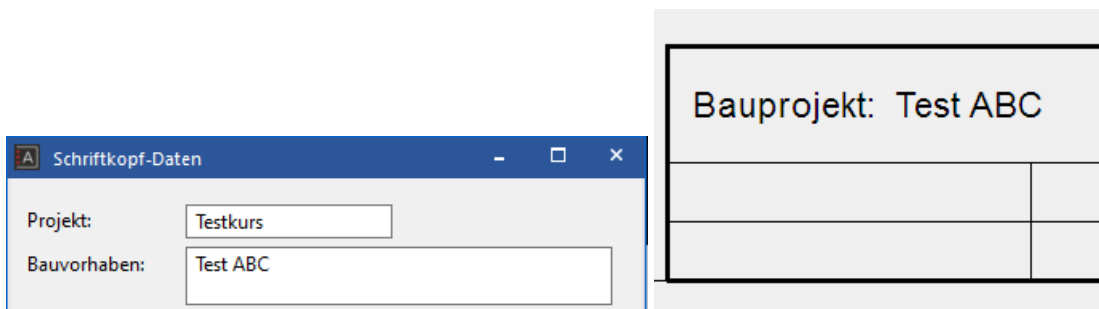 Schriftkopf-Daten
Projekt: Testkurs
Bauvorhaben: Test ABC
Bauprojekt: Test ABC